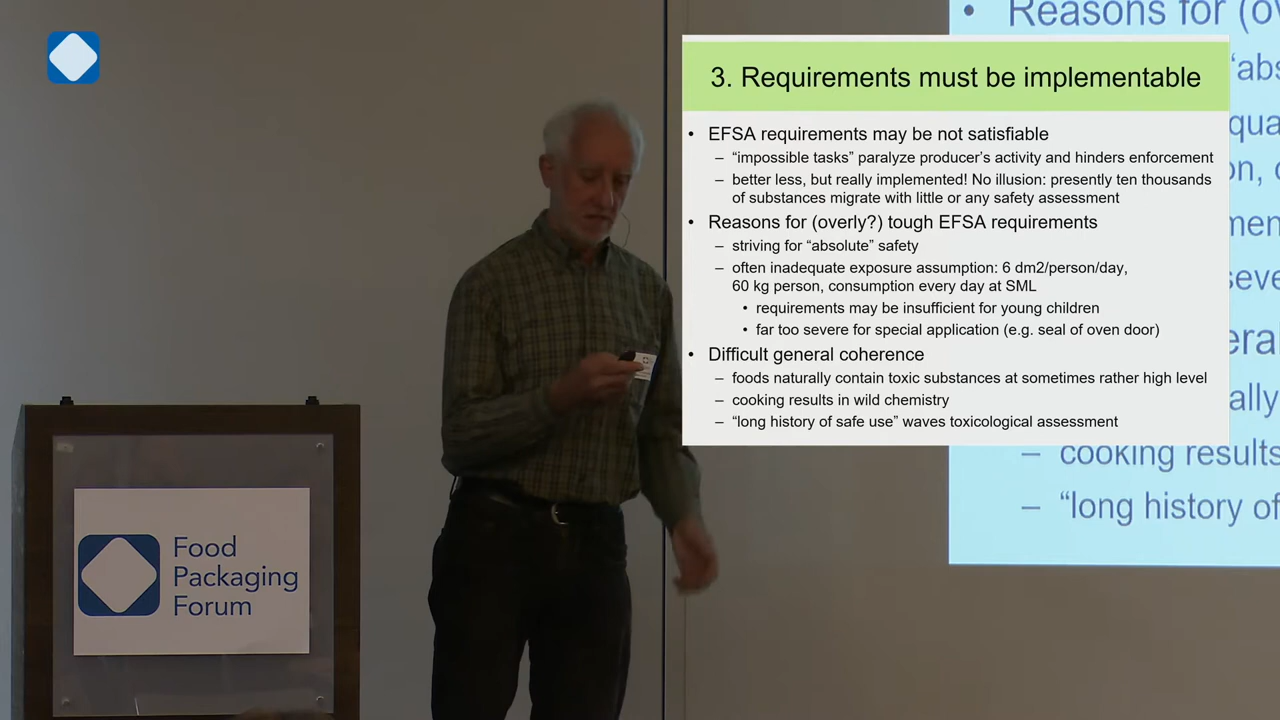 3. Requirements must be implementable
• EFSA requirements may be not satisfiable
– “impossible tasks” paralyze producer’s activity and hinders enforcement
– better less, but really implemented! No illusion: presently ten thousands
of substances migrate with little or any safety assessment
• Reasons for (overly?) tough EFSA requirements
– striving for “absolute” safety
– often inadequate exposure assumption: 6 dm2/person/day,
60 kg person, consumption every day at SML
• requirements may be insufficient for young children
• far too severe for special application (e.g. seal of oven door)
• Difficult general coherence
– foods naturally contain toxic substances at sometimes rather high level
– cooking results in wild chemistry
– “long history of safe use” waves toxicological assessment
• Reasons for (ov
“abs
– cooking results
– “long history of
Food
Packaging
Forum